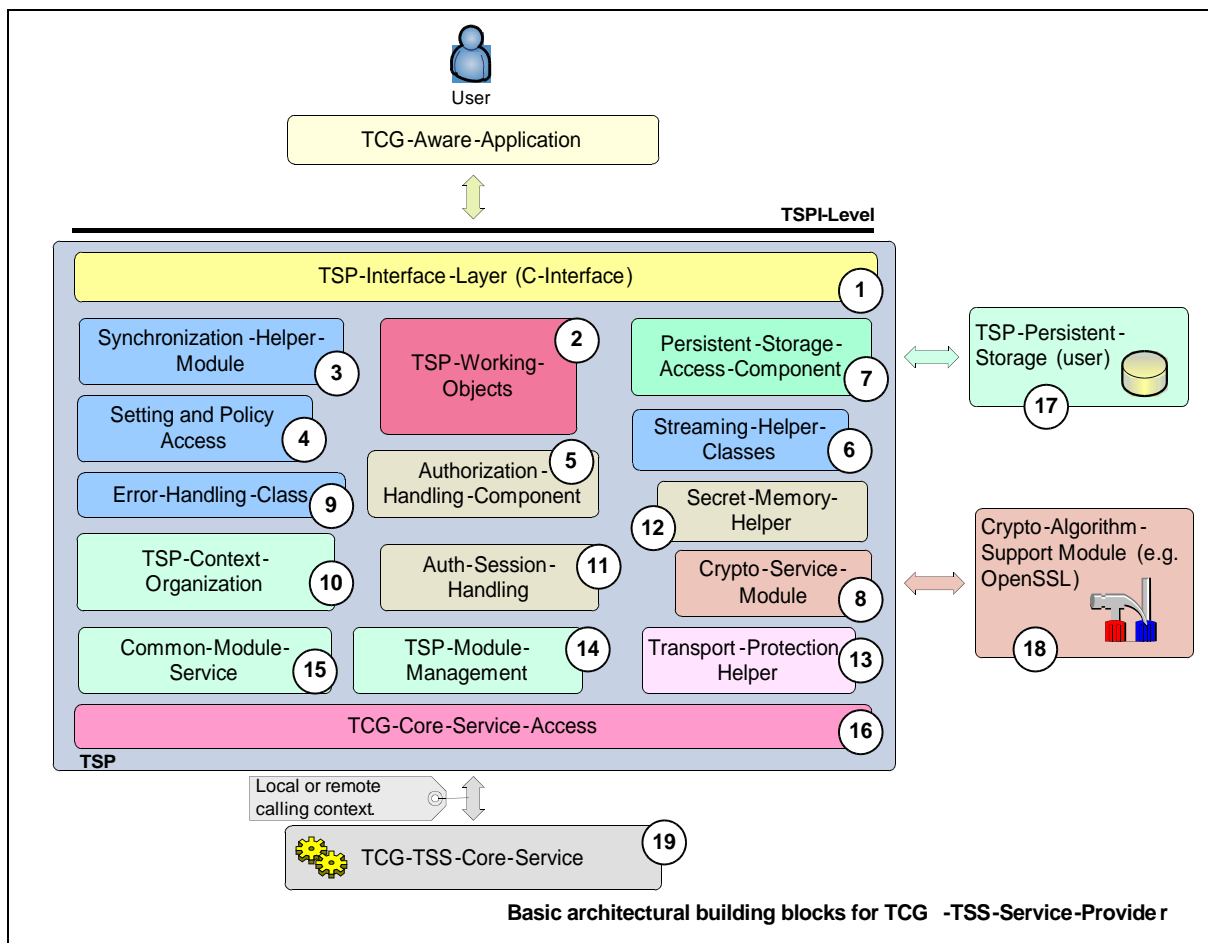 User
TCG-Aware-Application
TSPI-Level
TSP-Interface-Layer (C-Interface)
1
Synchronization-Helper-
Module
3
2
TSP-Working-
Objects
Persistent-Storage-
Access-Component
7
TSP-Persistent-
Storage (user)
17
Setting and Policy
Access
4
Streaming-Helper-
Classes
6
5
Authorization-
Handling-Component
Error-Handling-Class
9
Secret-Memory-
Helper
12
TSP-Context-
Organization
10
Auth-Session-
Handling
11
Crypto-Service-
Module
8
Crypto-Algorithm-
Support Module (e.g.
OpenSSL)
18
Common-Module-
Service
15
TSP-Module-
Management
14
Transport-Protection
Helper
13
TCG-Core-Service-Access
16
TSP
Local or remote
calling context.
TCG-TSS-Core-Service
19
Basic architectural building blocks for TCG -TSS-Service-Provider